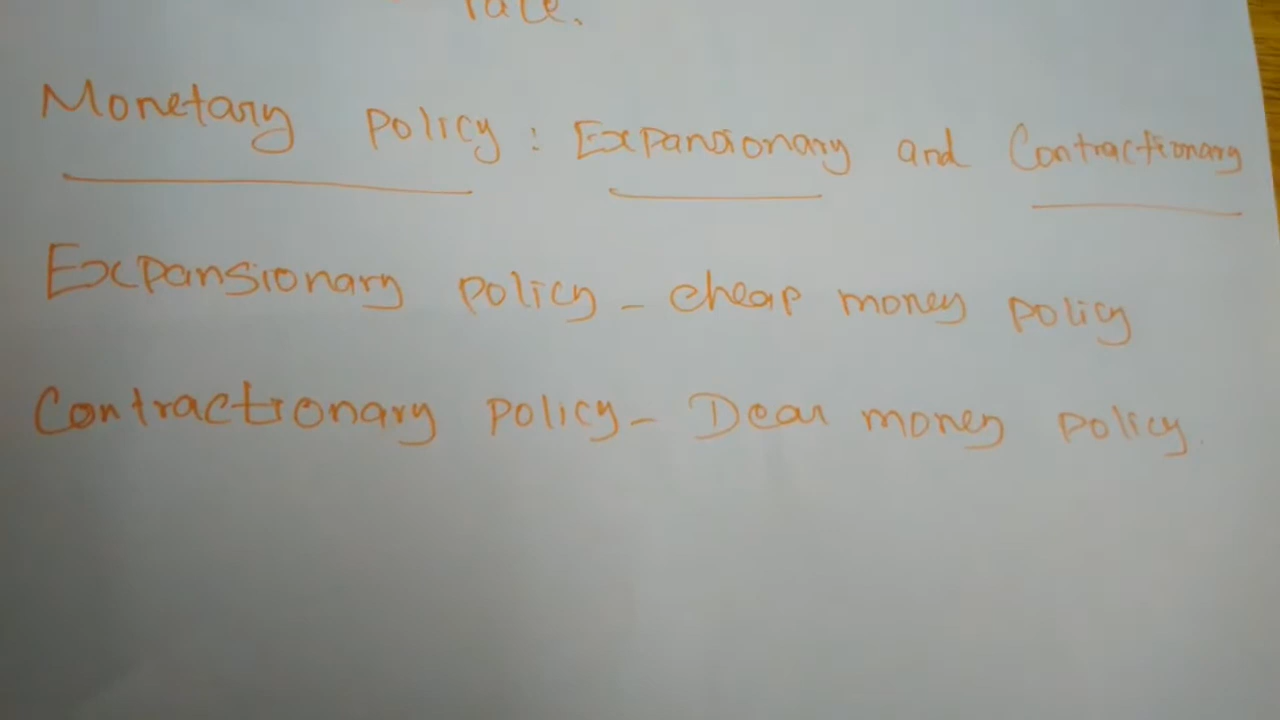 Monetary policy : Expansionary and Contractionary
Expansionary policy - cheap money policy
Contractionary policy - Dear money policy.